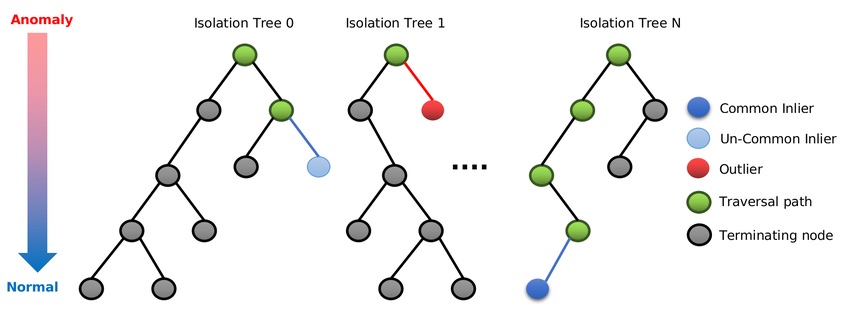 Anomaly
Isolation Tree 0
Isolation Tree 1
Isolation Tree N
....
Common Inlier
Un-Common Inlier
Outlier
Traversal path
Terminating node
Normal